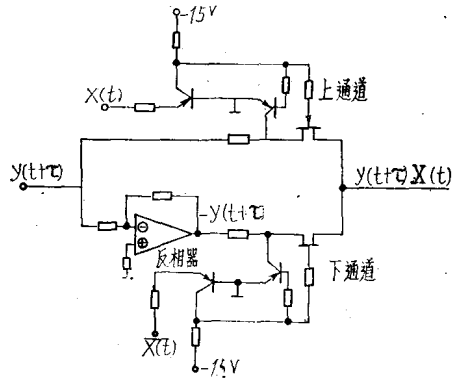 -15V
X(t)
上通道
y(t+τ)
y(t+τ)X(t)
-y(t+τ)
⊖
⊕
反相器
下通道
X̄(t)
-15V